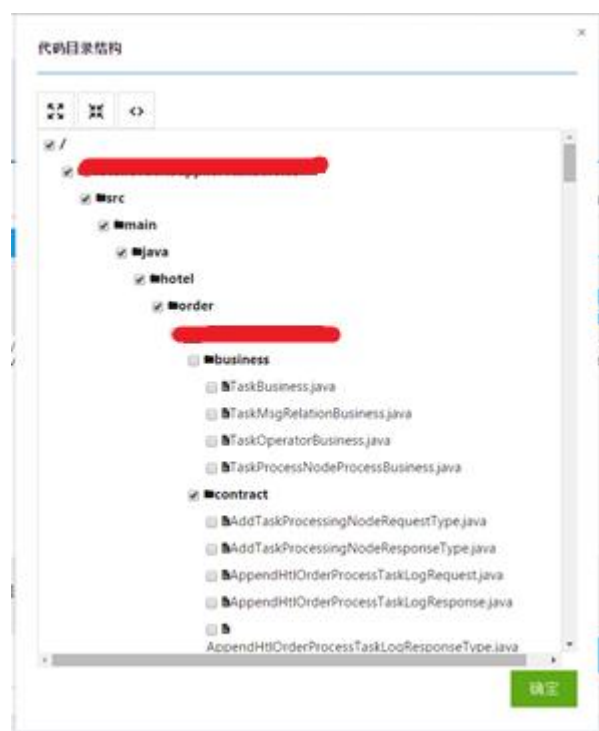 代码目录结构
/
src
main
java
hotel
order
business
TaskBusiness.java
TaskMsgRelationBusiness.java
TaskOperatorBusiness.java
TaskProcessNodeProcessBusiness.java
contract
AddTaskProcessingNodeRequestType.java
AddTaskProcessingNodeResponseType.java
AppendHtlOrderProcessTaskLogRequest.java
AppendHtlOrderProcessTaskLogResponse.java
AppendHtlOrderProcessTaskLogResponseType.java
确定